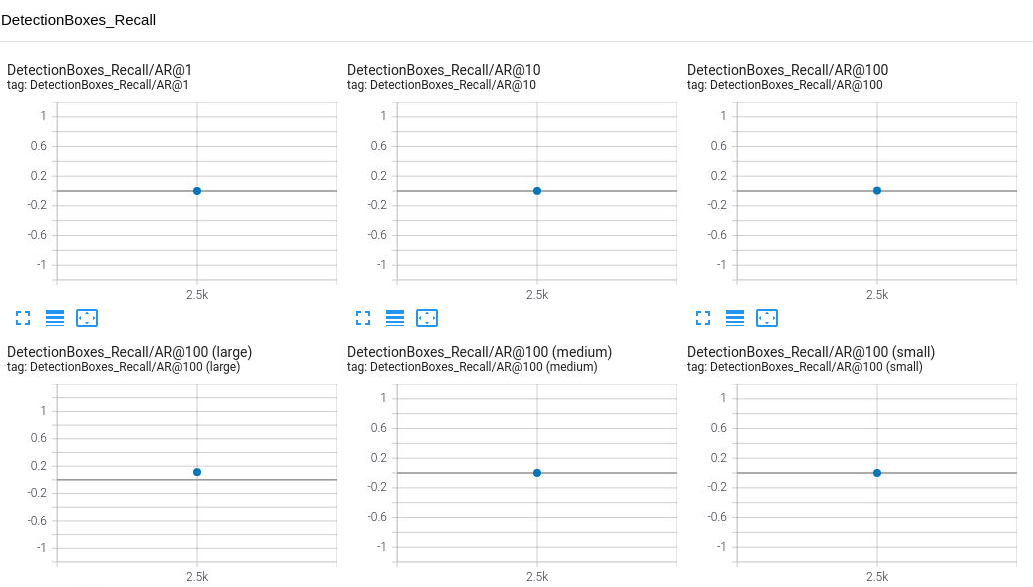 DetectionBoxes_Recall
DetectionBoxes_Recall/AR@1
tag: DetectionBoxes_Recall/AR@1
1
0.6
0.2
-0.2
-0.6
-1
2.5k
DetectionBoxes_Recall/AR@10
tag: DetectionBoxes_Recall/AR@10
1
0.6
0.2
-0.2
-0.6
-1
2.5k
DetectionBoxes_Recall/AR@100
tag: DetectionBoxes_Recall/AR@100
1
0.6
0.2
-0.2
-0.6
-1
2.5k
DetectionBoxes_Recall/AR@100 (large)
tag: DetectionBoxes_Recall/AR@100 (large)
1
0.6
0.2
-0.2
-0.6
-1
2.5k
DetectionBoxes_Recall/AR@100 (medium)
tag: DetectionBoxes_Recall/AR@100 (medium)
1
0.6
0.2
-0.2
-0.6
-1
2.5k
DetectionBoxes_Recall/AR@100 (small)
tag: DetectionBoxes_Recall/AR@100 (small)
1
0.6
0.2
-0.2
-0.6
-1
2.5k